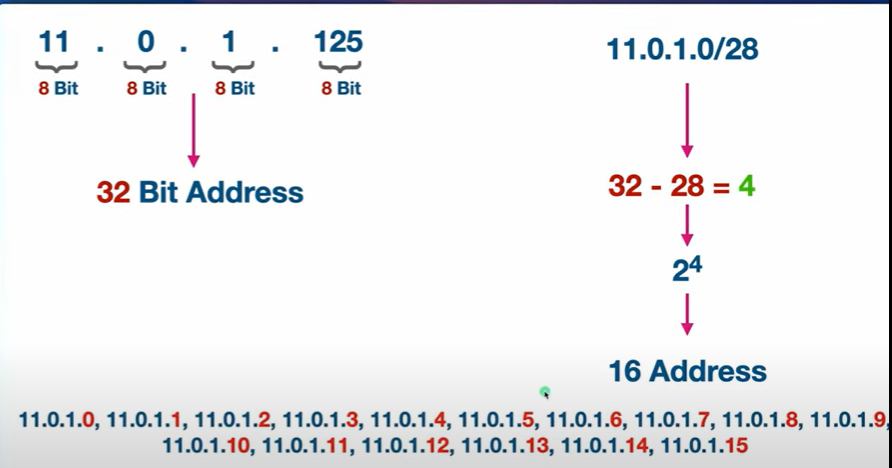 11 . 0 . 1 . 125
8 Bit 8 Bit 8 Bit 8 Bit
32 Bit Address
11.0.1.0/28
32 - 28 = 4
2⁴
16 Address
11.0.1.0, 11.0.1.1, 11.0.1.2, 11.0.1.3, 11.0.1.4, 11.0.1.5, 11.0.1.6, 11.0.1.7, 11.0.1.8, 11.0.1.9,
11.0.1.10, 11.0.1.11, 11.0.1.12, 11.0.1.13, 11.0.1.14, 11.0.1.15